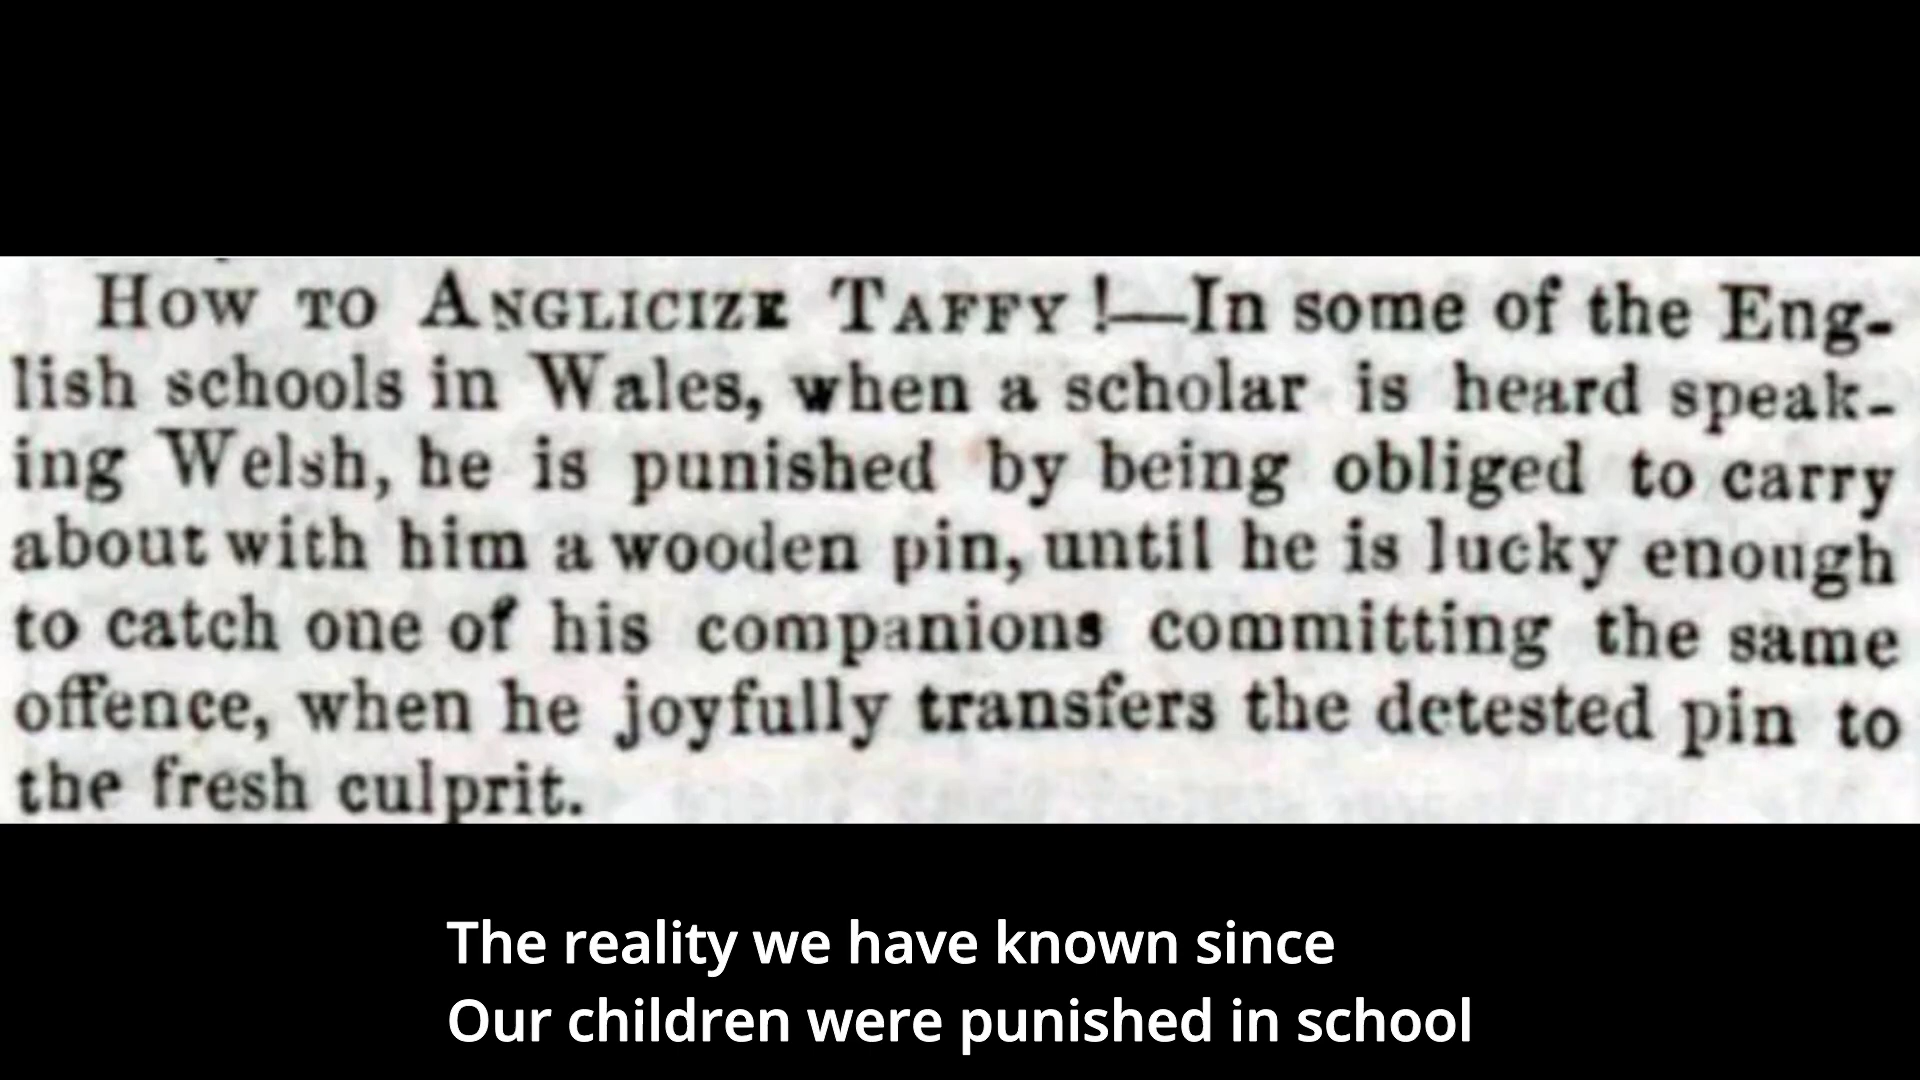 How to Anglicize Taffy!—In some of the Eng-
lish schools in Wales, when a scholar is heard speak-
ing Welsh, he is punished by being obliged to carry
about with him a wooden pin, until he is lucky enough
to catch one of his companions committing the same
offence, when he joyfully transfers the detested pin to
the fresh culprit.
The reality we have known since
Our children were punished in school